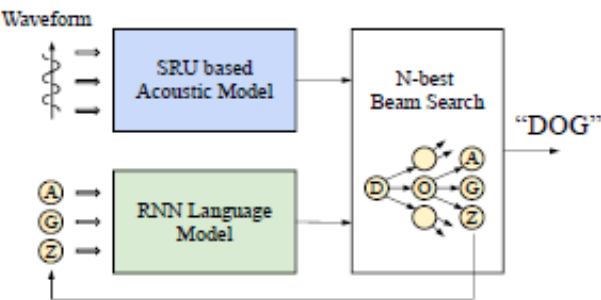 Waveform
SRU based
Acoustic Model
N-best
Beam Search
“DOG”
A
G
Z
RNN Language
Model
D
O
A
G
Z